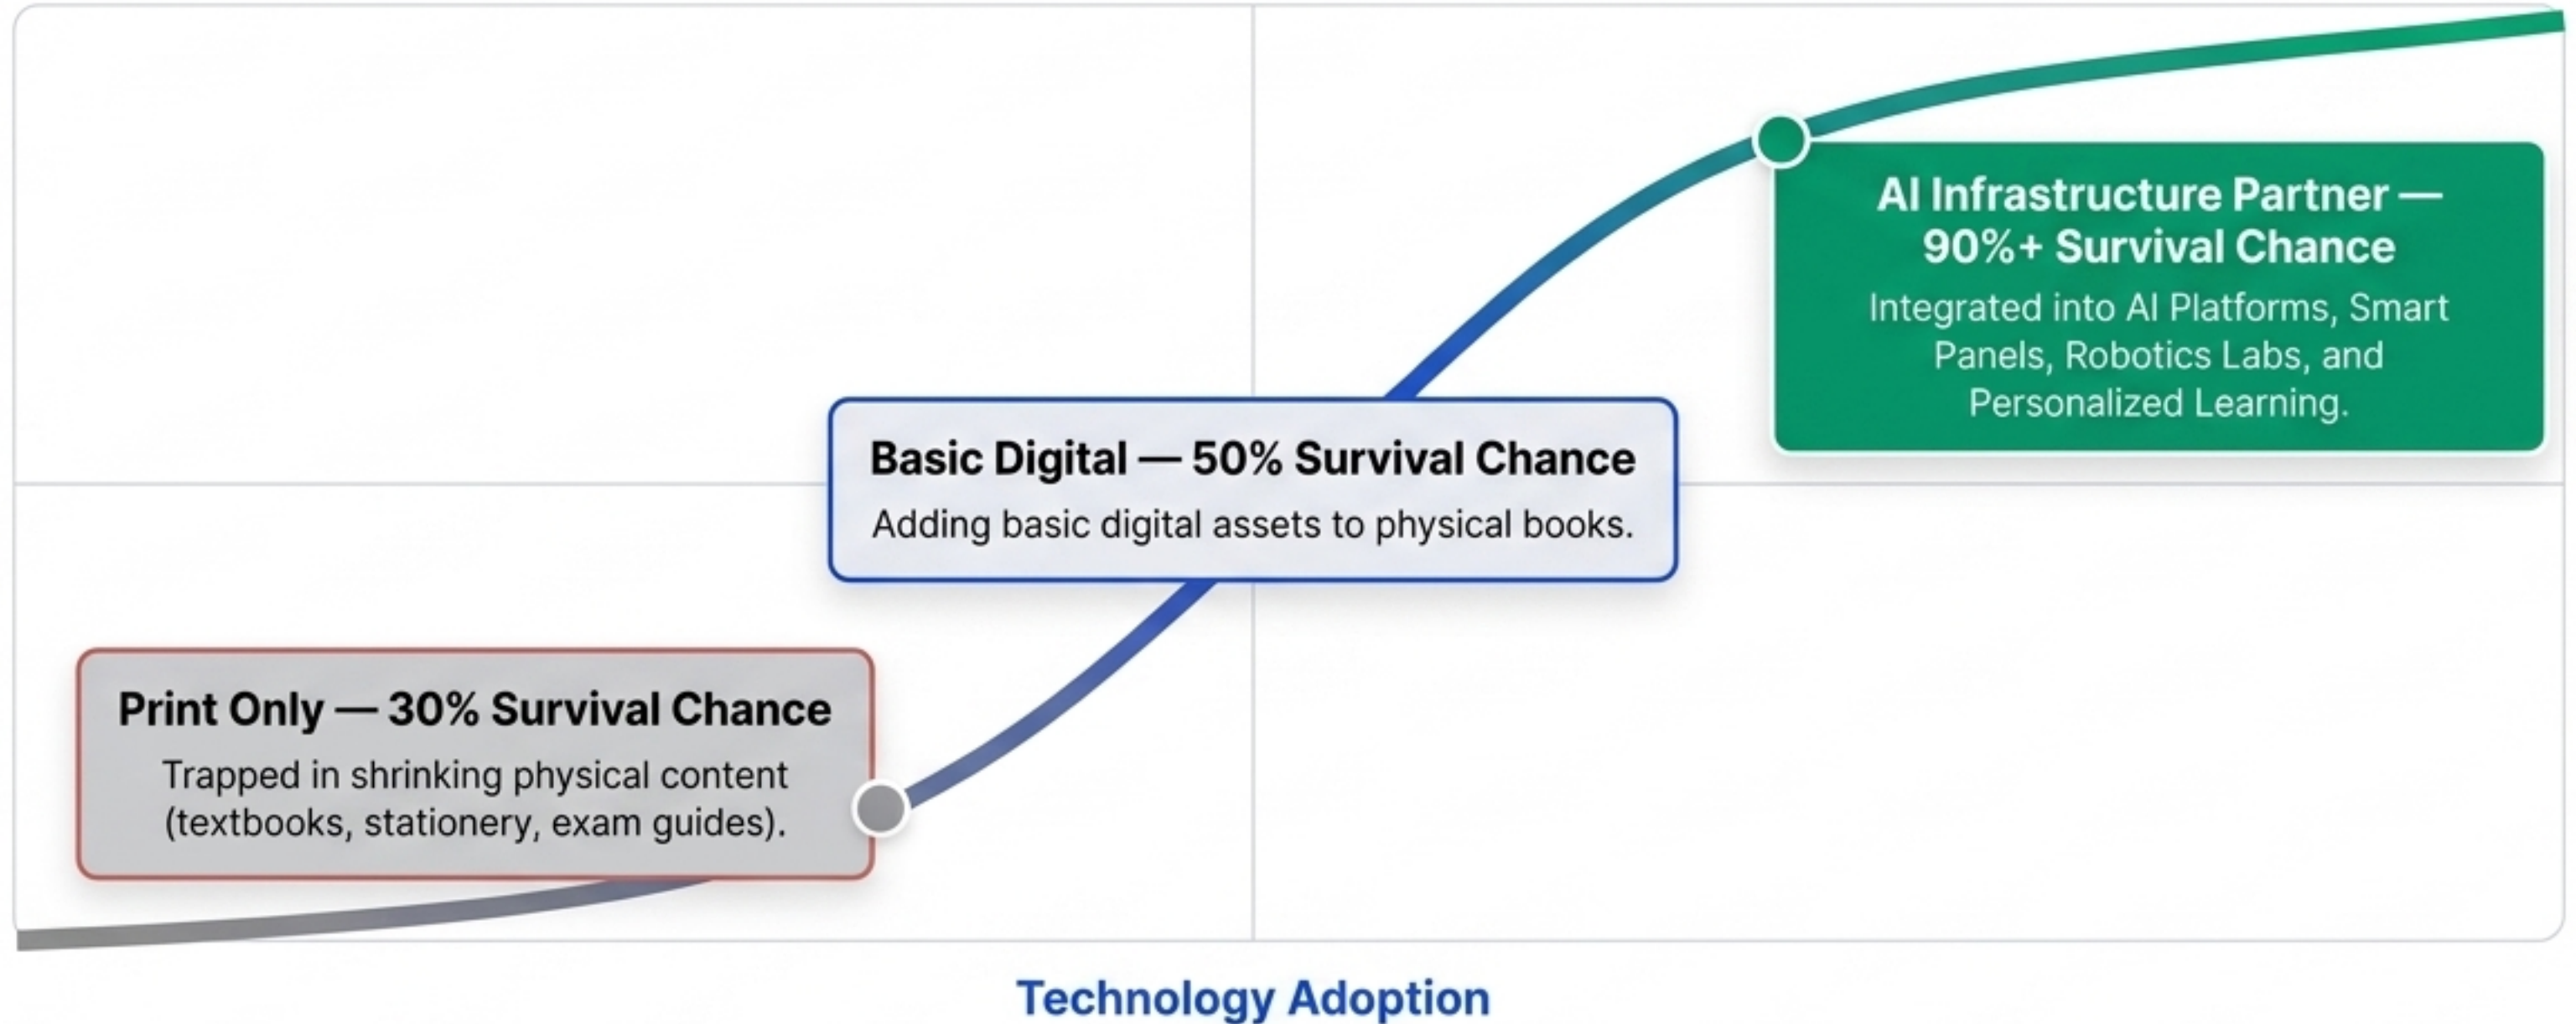 AI Infrastructure Partner —
90%+ Survival Chance
Integrated into AI Platforms, Smart
Panels, Robotics Labs, and
Personalized Learning.
Basic Digital — 50% Survival Chance
Adding basic digital assets to physical books.
Print Only — 30% Survival Chance
Trapped in shrinking physical content
(textbooks, stationery, exam guides).
Technology Adoption